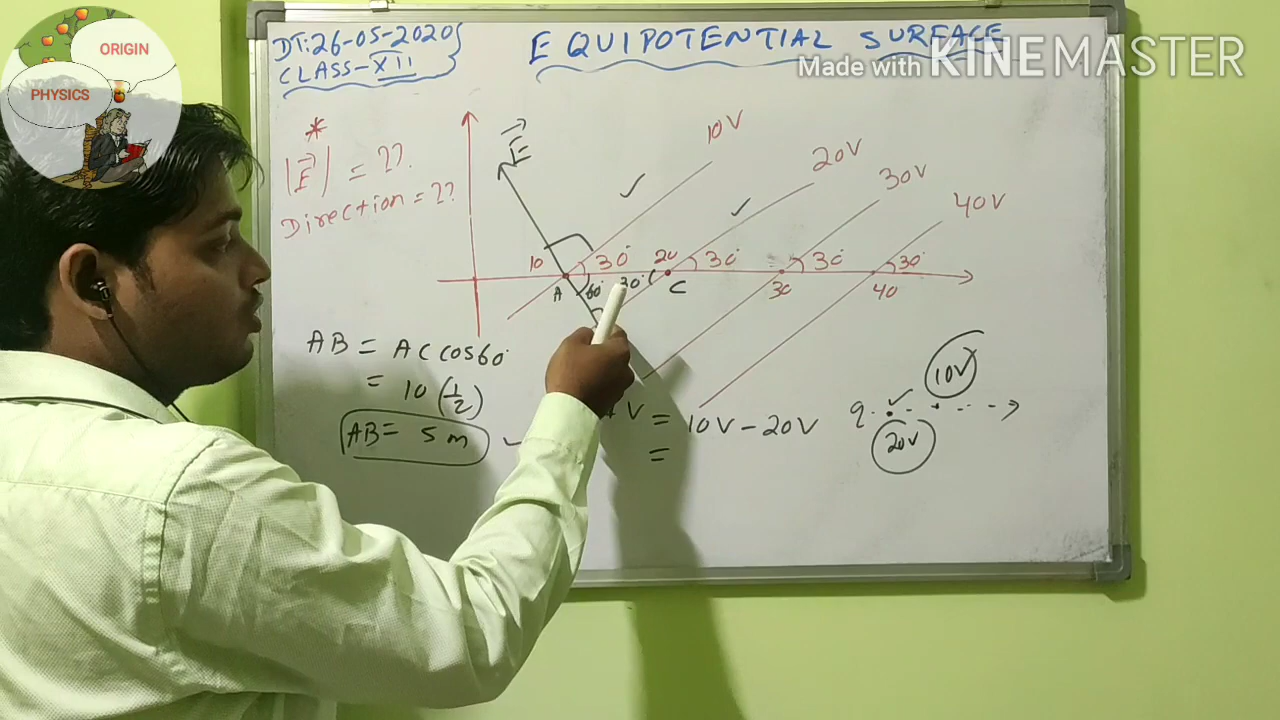 ORIGIN
PHYSICS
DT:26-05-2020
CLASS-XII
EQUIPOTENTIAL SURFACE
Made with KINEMASTER
*
|E⃗| = ??
Direction = ??
E⃗
10V
20V
30V
40V
10 30° 20 30° 30° 30°
A 60° 30° C 30 40
AB = AC cos60°
= 10 (1/2)
AB = 5m
V = 10V - 20V
=
q
10V
20V